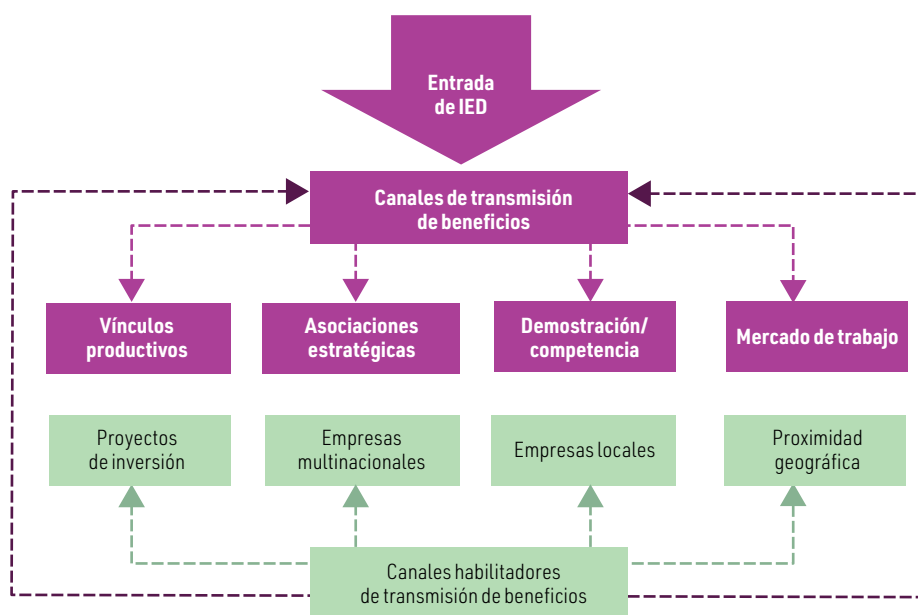 Entrada
de IED
Canales de transmisión
de beneficios
Vínculos
productivos
Asociaciones
estratégicas
Demostración/
competencia
Mercado de trabajo
Proyectos
de inversión
Empresas
multinacionales
Empresas locales
Proximidad
geográfica
Canales habilitadores
de transmisión de beneficios